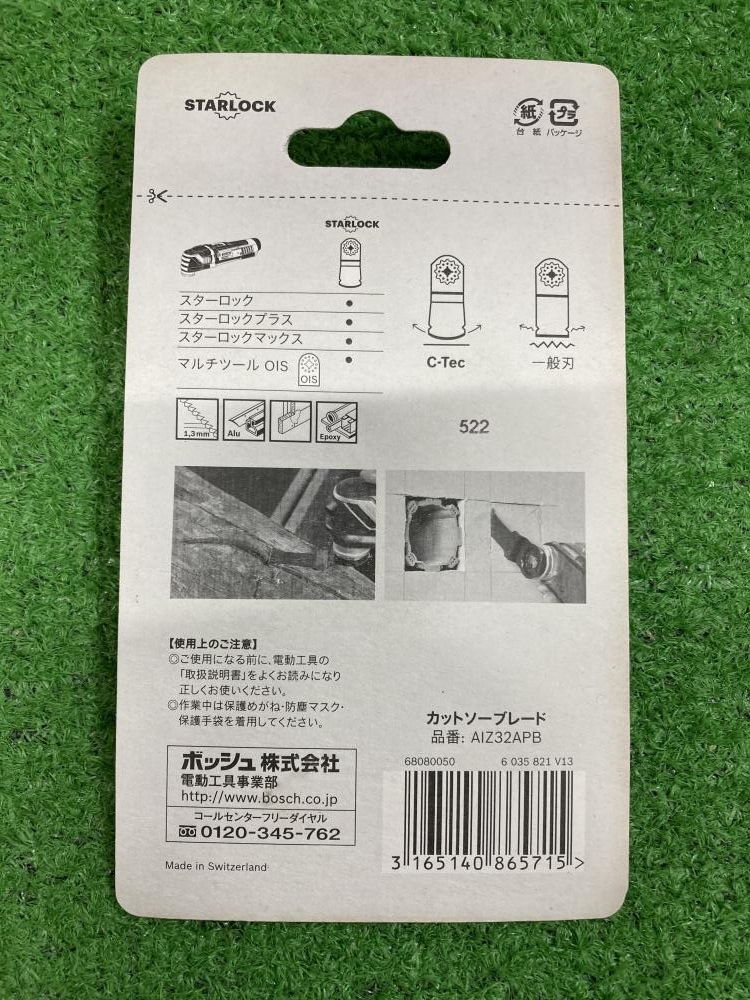 STARLOCK
紙
プラ
台 紙 パッケージ
STARLOCK
スターロック
スターロックプラス
スターロックマックス
マルチツール OIS
OIS
C-Tec
一般刃
1,3mm
Alu
Epoxy
522
【使用上のご注意】
◎ご使用になる前に、電動工具の
「取扱説明書」をよくお読みになり
正しくお使いください。
◎作業中は保護めがね・防塵マスク・
保護手袋を着用してください。
ボッシュ株式会社
電動工具事業部
http://www.bosch.co.jp
コールセンターフリーダイヤル
0120-345-762
Made in Switzerland
カットソーブレード
品番: AIZ32APB
68080050 6 035 821 V13
3 165140 865715 >